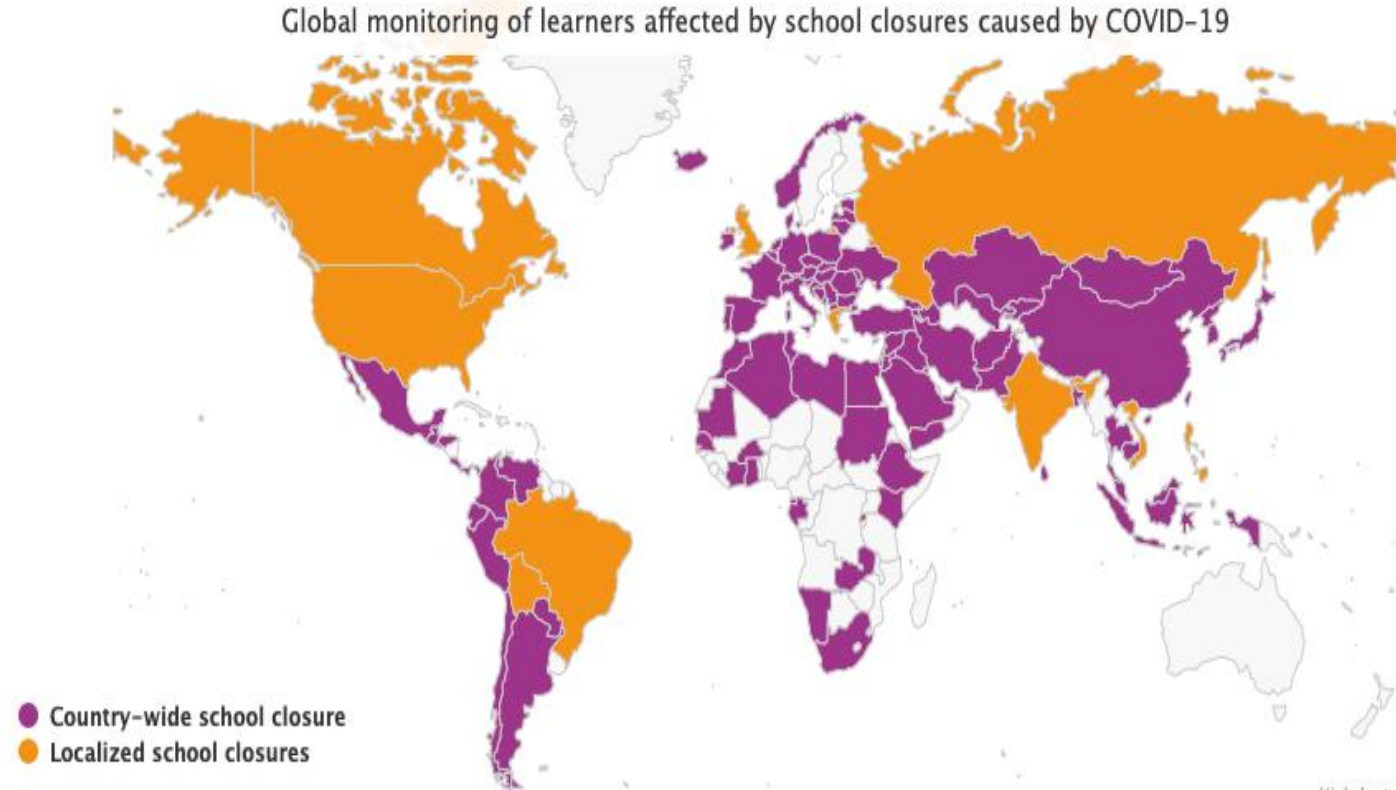 Global monitoring of learners affected by school closures caused by COVID-19
Country-wide school closure
Localized school closures